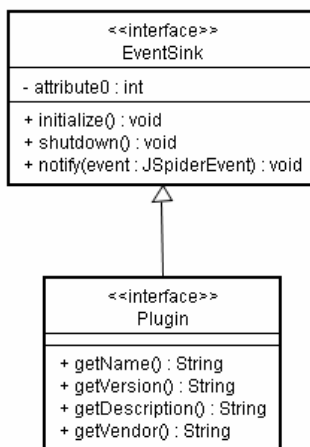 <<interface>>
EventSink
- attribute0 : int
+ initialize() : void
+ shutdown() : void
+ notify(event : JSpiderEvent) : void
<<interface>>
Plugin
+ getName() : String
+ getVersion() : String
+ getDescription() : String
+ getVendor() : String